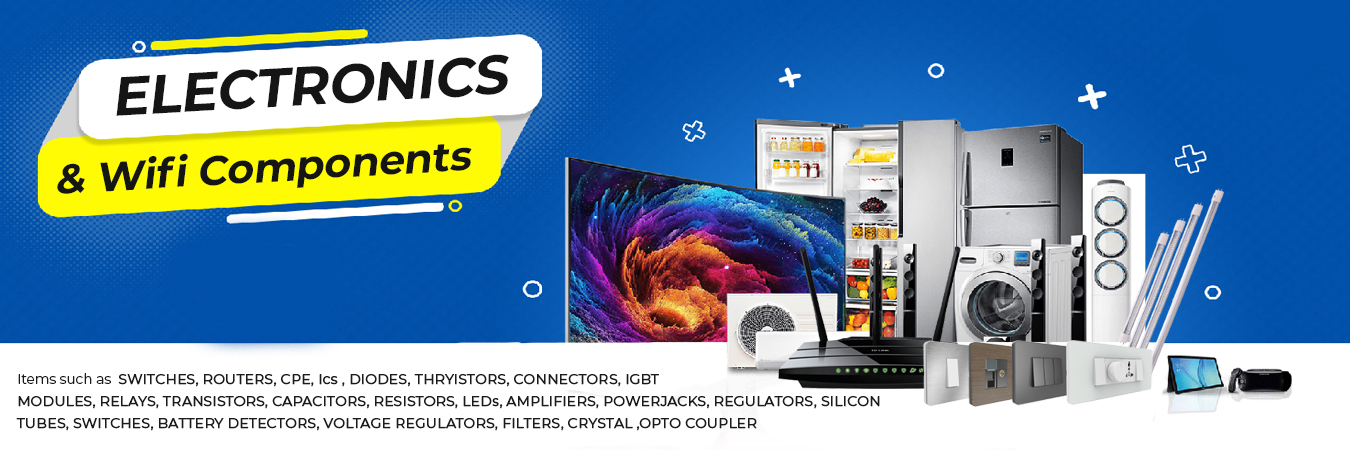 ELECTRONICS
& Wifi Components
Items such as SWITCHES, ROUTERS, CPE, Ics , DIODES, THRYISTORS, CONNECTORS, IGBT
MODULES, RELAYS, TRANSISTORS, CAPACITORS, RESISTORS, LEDs, AMPLIFIERS, POWERJACKS, REGULATORS, SILICON
TUBES, SWITCHES, BATTERY DETECTORS, VOLTAGE REGULATORS, FILTERS, CRYSTAL ,OPTO COUPLER